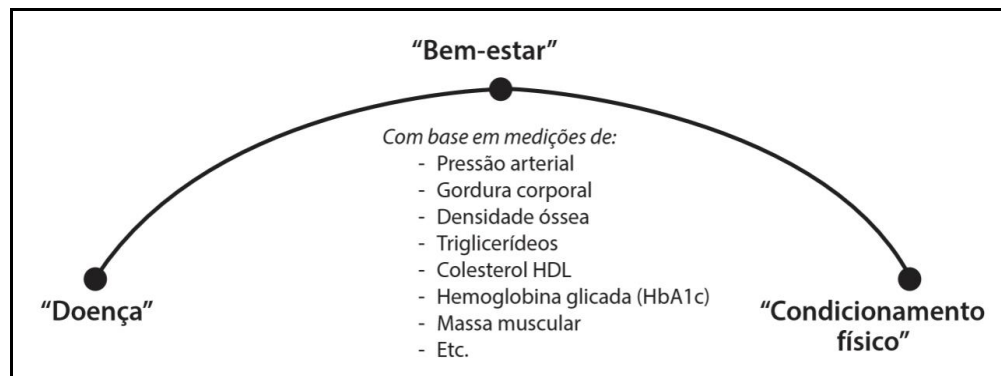 “Bem-estar”
Com base em medições de:
- Pressão arterial
- Gordura corporal
- Densidade óssea
- Triglicerídeos
- Colesterol HDL
- Hemoglobina glicada (HbA1c)
- Massa muscular
- Etc.
“Doença”
“Condicionamento
físico”